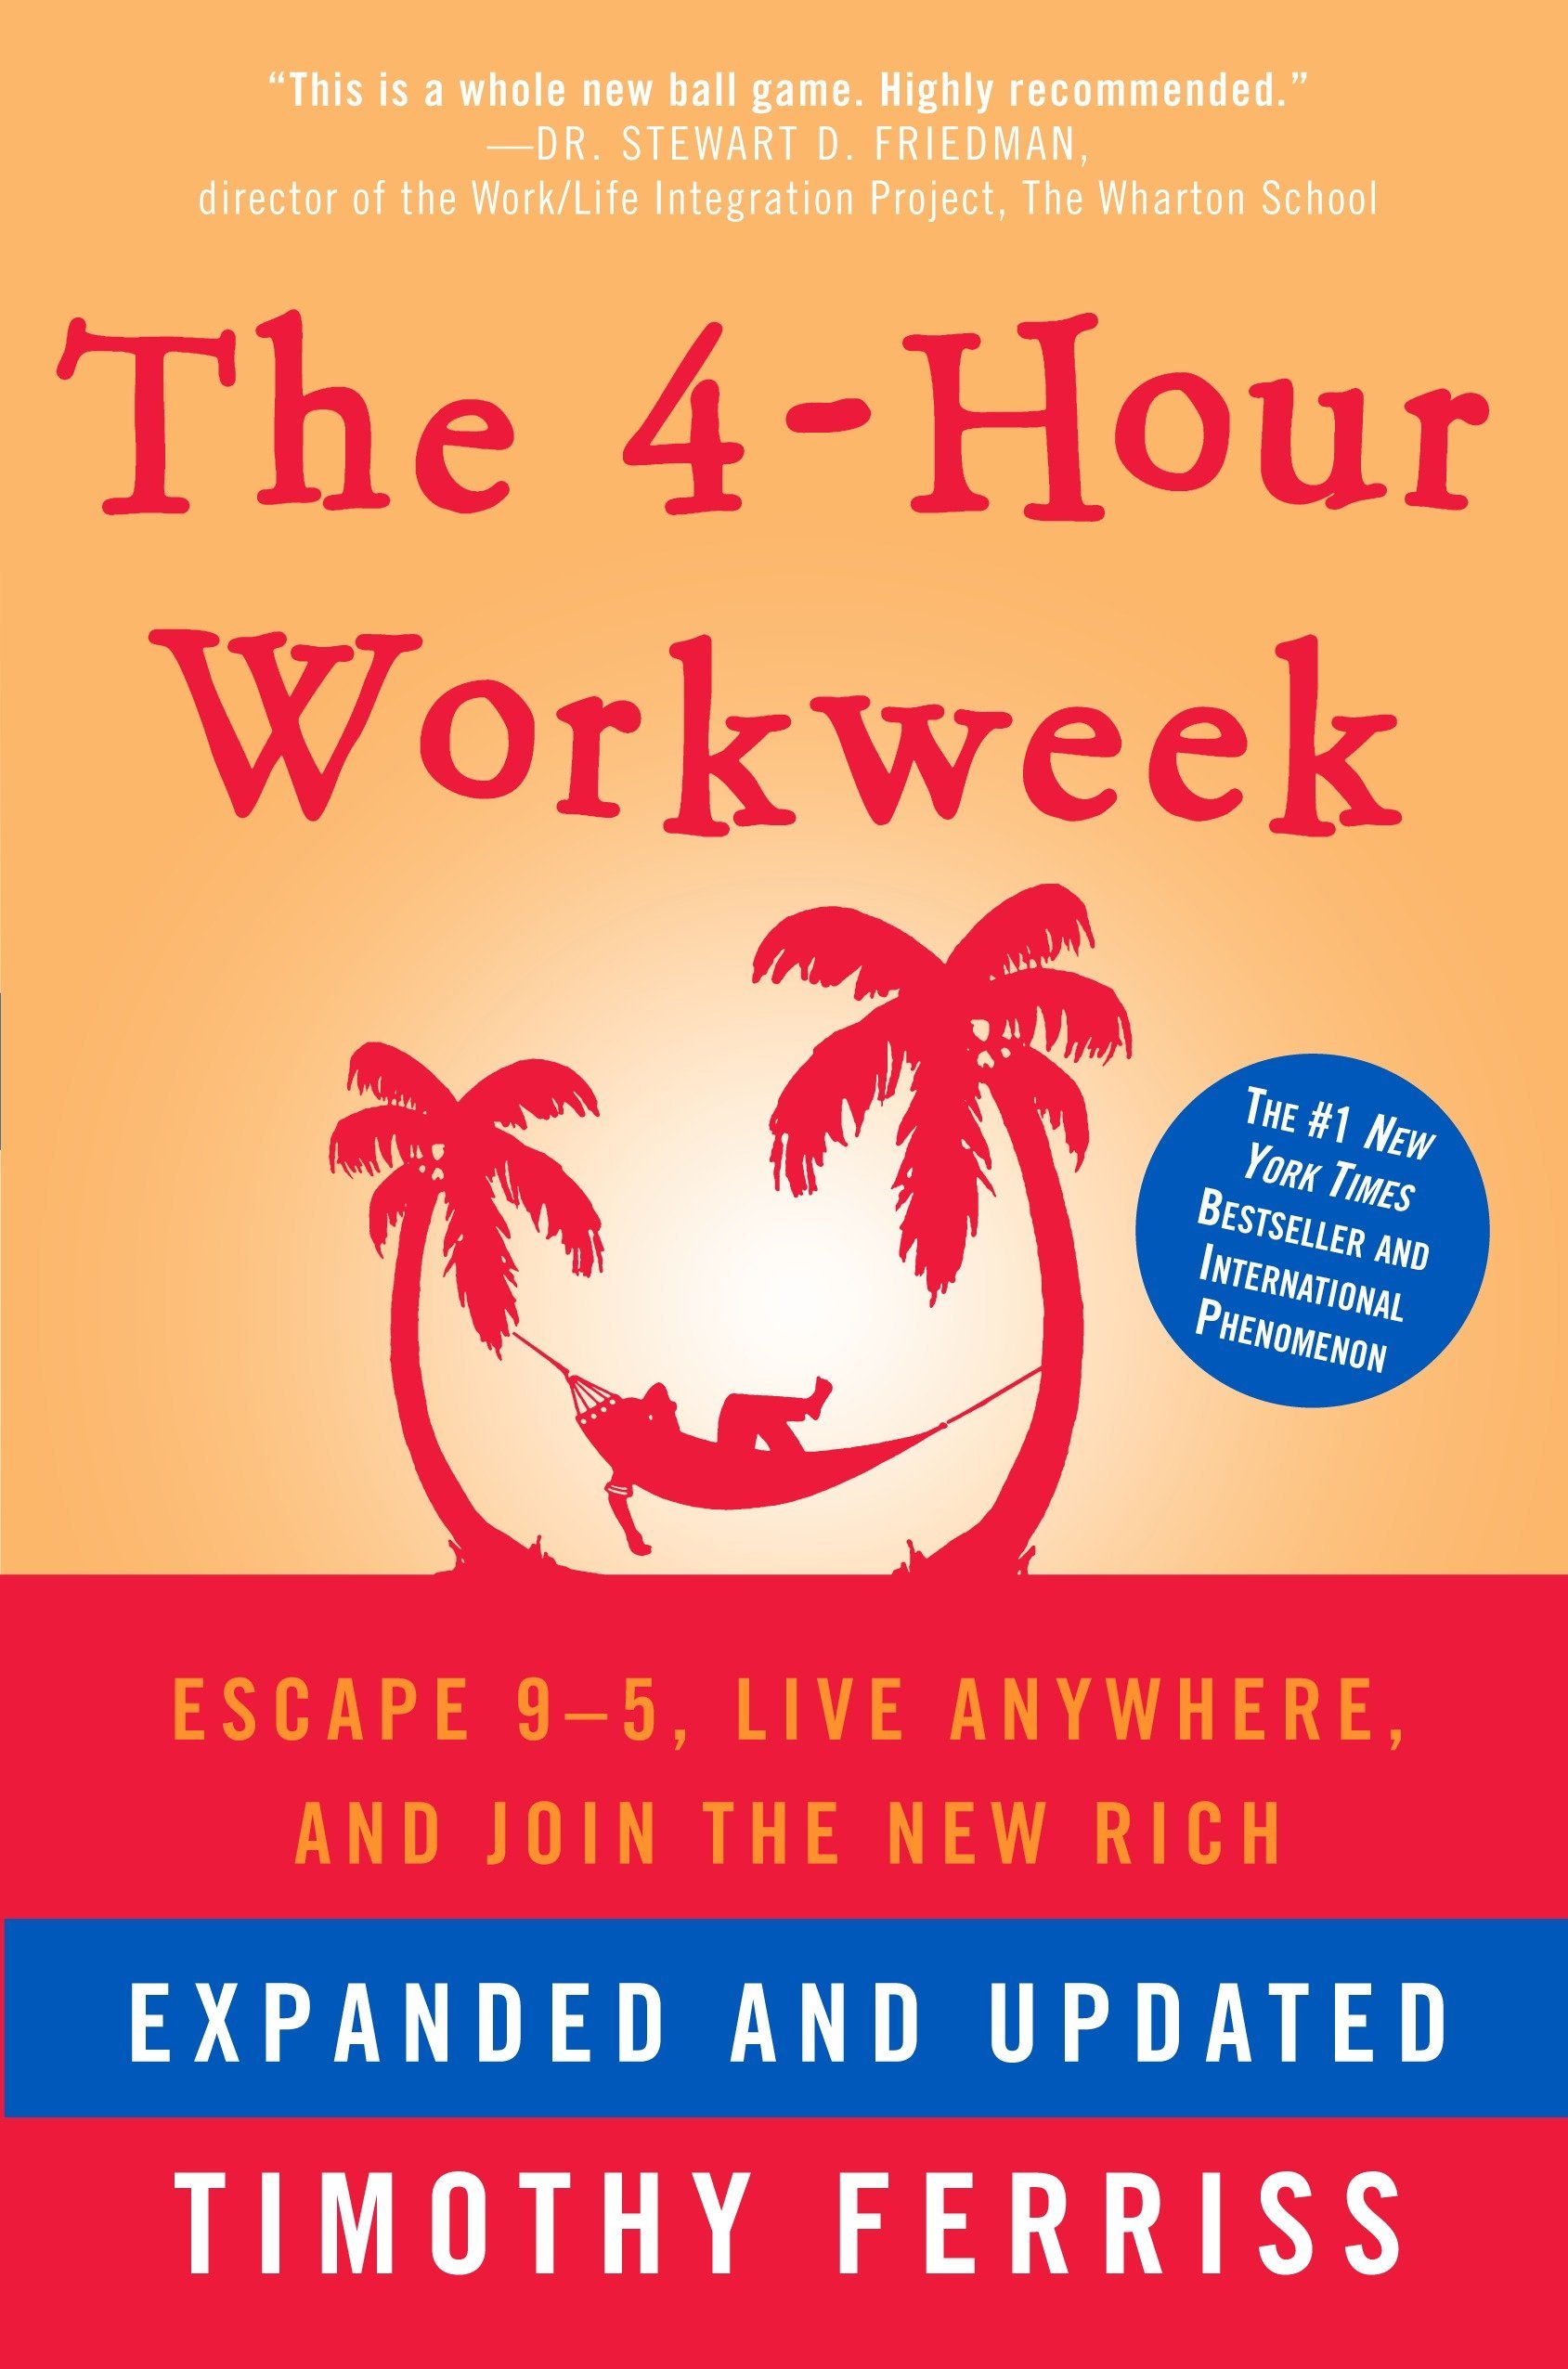 “This is a whole new ball game. Highly recommended.”
—DR. STEWART D. FRIEDMAN,
director of the Work/Life Integration Project, The Wharton School
The 4-Hour
Workweek
THE #1 NEW
YORK TIMES
BESTSELLER AND
INTERNATIONAL
PHENOMENON
ESCAPE 9–5, LIVE ANYWHERE,
AND JOIN THE NEW RICH
EXPANDED AND UPDATED
TIMOTHY FERRISS